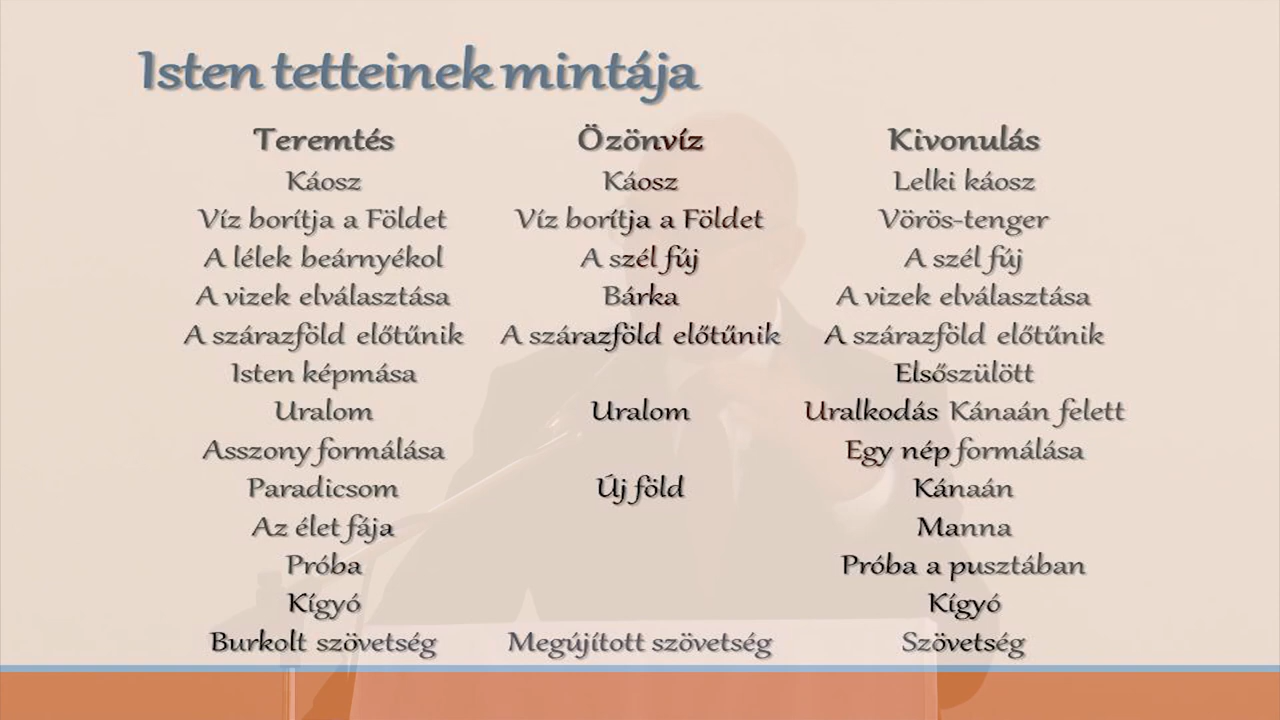 Isten tetteinek mintája
Teremtés Özönvíz Kivonulás
Káosz Káosz Lelki káosz
Víz borítja a Földet Víz borítja a Földet Vörös-tenger
A lélek beárnyékol A szél fúj A szél fúj
A vizek elválasztása Bárka A vizek elválasztása
A szárazföld előtűnik A szárazföld előtűnik A szárazföld előtűnik
Isten képmása Elsőszülött
Uralom Uralom Uralkodás Kánaán felett
Asszony formálása Egy nép formálása
Paradicsom Új föld Kánaán
Az élet fája Manna
Próba Próba a pusztában
Kígyó Kígyó
Burkolt szövetség Megújított szövetség Szövetség